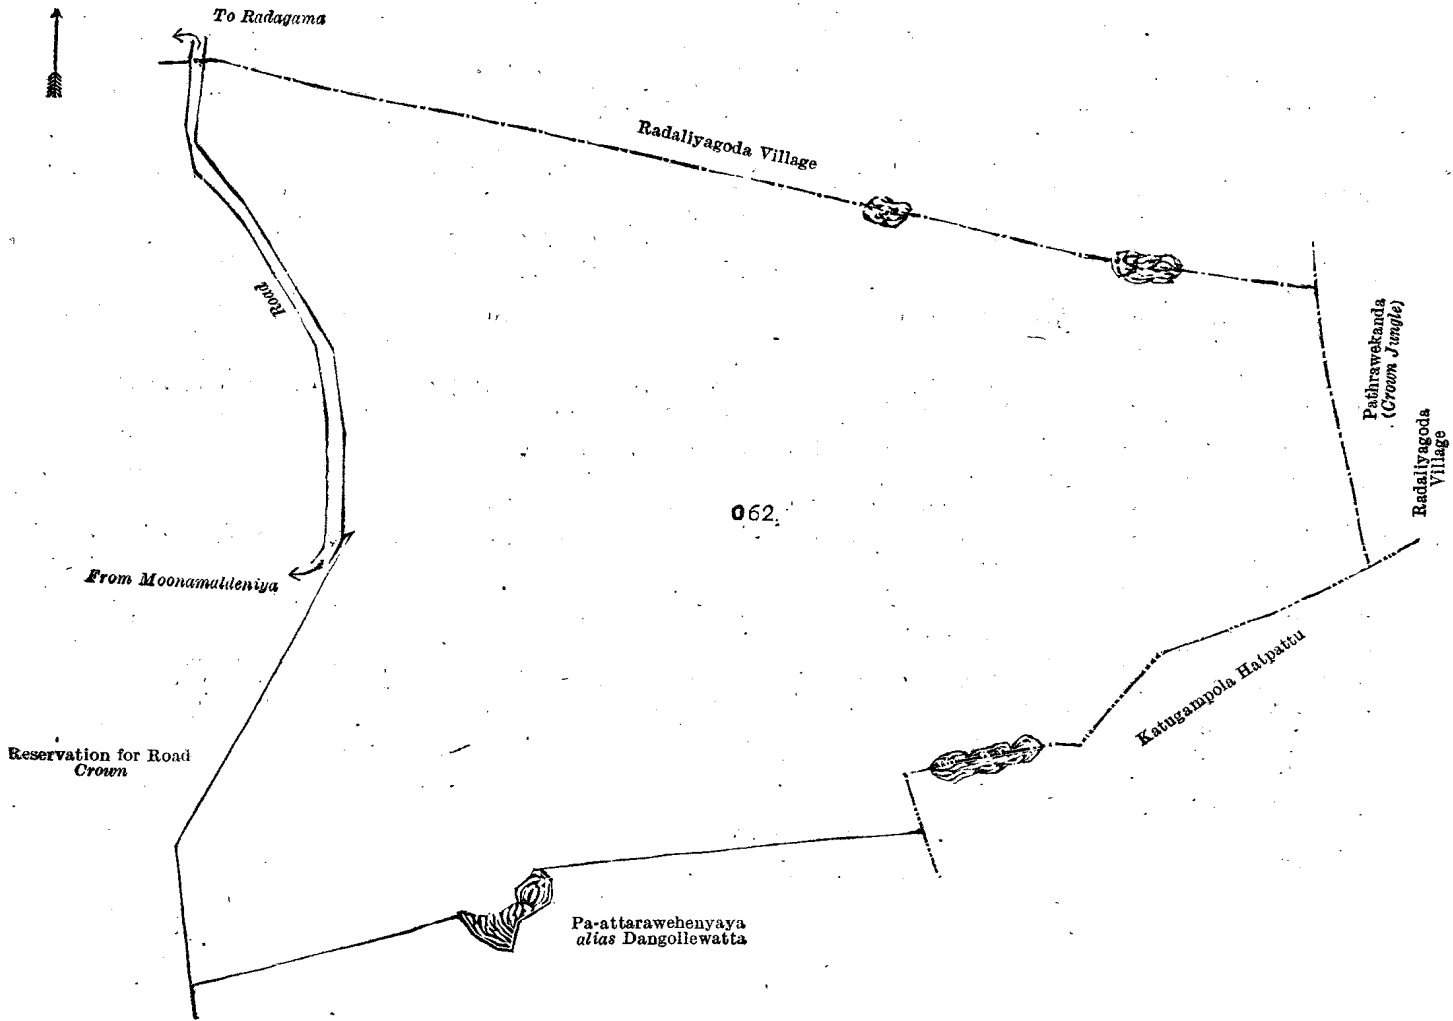 To Radagama
Radaliyagoda Village
Road
Pathrawekanda
(Crown Jungle)
Radaliyagoda
Village
062
From Moonamaldeniya
Katugampola Hatpattu
Reservation for Road
Crown
Pa-attarawehenyaya
alias Dangollewatta